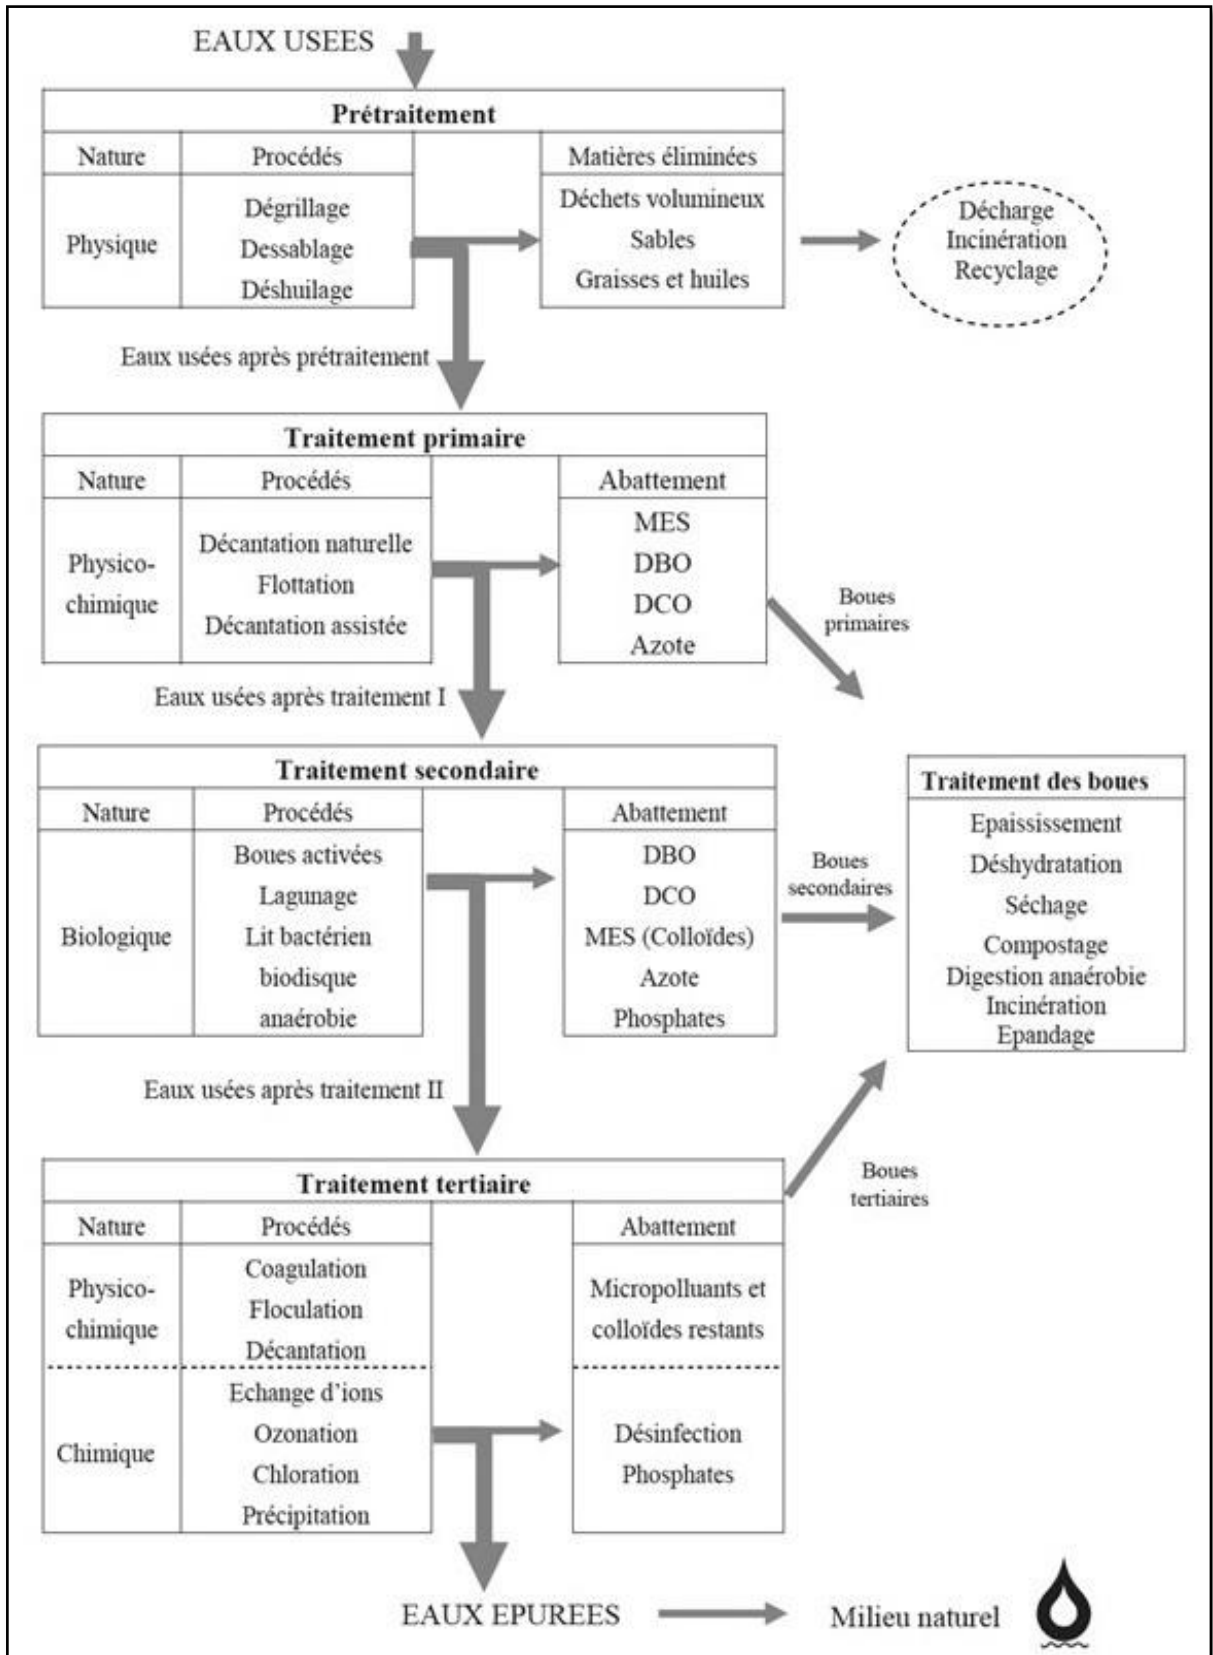 EAUX USEES
Prétraitement
Nature
Procédés
Matières éliminées
Physique
Dégrillage
Dessablage
Déshuilage
Déchets volumineux
Sables
Graisses et huiles
Décharge
Incinération
Recyclage
Eaux usées après prétraitement
Traitement primaire
Nature
Procédés
Abattement
Physico-
chimique
Décantation naturelle
Flottation
Décantation assistée
MES
DBO
DCO
Azote
Boues
primaires
Eaux usées après traitement I
Traitement secondaire
Nature
Procédés
Abattement
Biologique
Boues activées
Lagunage
Lit bactérien
biodisque
anaérobie
DBO
DCO
MES (Colloïdes)
Azote
Phosphates
Boues
secondaires
Traitement des boues
Epaississement
Déshydratation
Séchage
Compostage
Digestion anaérobie
Incinération
Epandage
Eaux usées après traitement II
Boues
tertiaires
Traitement tertiaire
Nature
Procédés
Abattement
Physico-
chimique
Coagulation
Floculation
Décantation
Micropolluants et
colloïdes restants
Chimique
Echange d’ions
Ozonation
Chloration
Précipitation
Désinfection
Phosphates
EAUX EPUREES
Milieu naturel